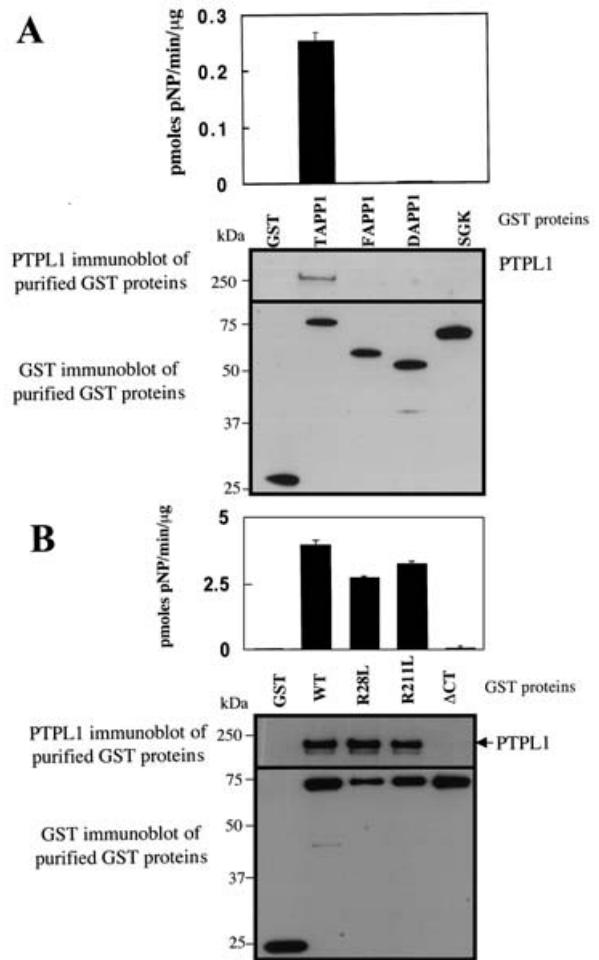 A
pmoles pNP/min/µg
0.3
0.2
0.1
0
GST
TAPP1
FAPP1
DAPP1
SGK
GST proteins
kDa
PTPL1 immunoblot of
purified GST proteins
250
PTPL1
75
GST immunoblot of
purified GST proteins
50
37
25
B
pmoles pNP/min/µg
5
2.5
0
GST
WT
R28L
R211L
ΔCT
GST proteins
kDa
PTPL1 immunoblot of
purified GST proteins
250
PTPL1
75
GST immunoblot of
purified GST proteins
50
37
25